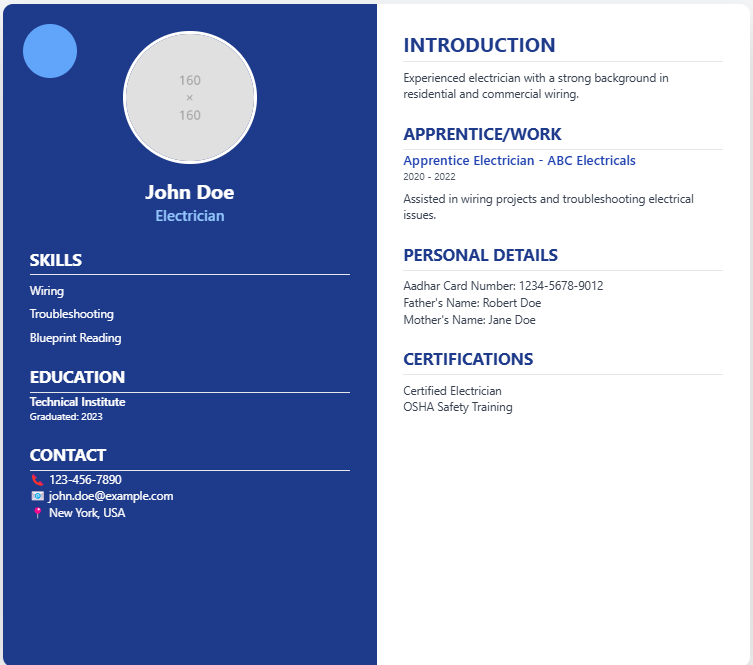 160
×
160
John Doe
Electrician
SKILLS
Wiring
Troubleshooting
Blueprint Reading
EDUCATION
Technical Institute
Graduated: 2023
CONTACT
123-456-7890
john.doe@example.com
New York, USA
INTRODUCTION
Experienced electrician with a strong background in
residential and commercial wiring.
APPRENTICE/WORK
Apprentice Electrician - ABC Electricals
2020 - 2022
Assisted in wiring projects and troubleshooting electrical
issues.
PERSONAL DETAILS
Aadhar Card Number: 1234-5678-9012
Father's Name: Robert Doe
Mother's Name: Jane Doe
CERTIFICATIONS
Certified Electrician
OSHA Safety Training